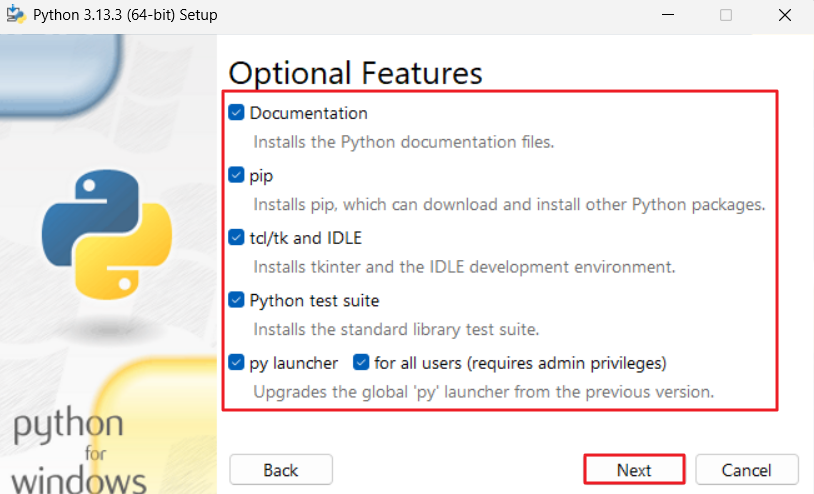 Python 3.13.3 (64-bit) Setup
Optional Features
Documentation
Installs the Python documentation files.
pip
Installs pip, which can download and install other Python packages.
tcl/tk and IDLE
Installs tkinter and the IDLE development environment.
Python test suite
Installs the standard library test suite.
py launcher for all users (requires admin privileges)
Upgrades the global 'py' launcher from the previous version.
python
for
windows
Back Next Cancel